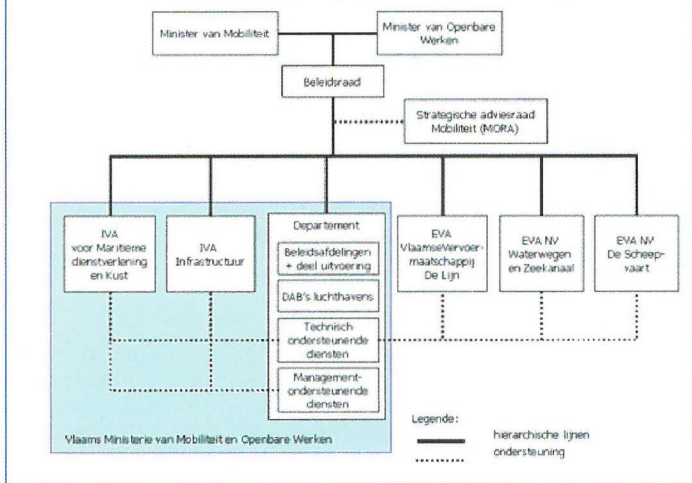 Minister van Mobiliteit
Minister van Openbare
Werken
Beleidsraad
Strategische adviesraad
Mobiliteit (MORA)
IVA
voor Maritieme
dienstverlening
en Kust
IVA
Infrastructuur
Departement
Beleidsafdelingen
+ deel uitvoering
DAB's luchthavens
Technisch
ondersteunende
diensten
Management-
ondersteunende
diensten
EVA
VlaamseVervoer-
maatschappij
De Lijn
EVA NV
Waterwegen
en Zeekanaal
EVA NV
De Scheep-
vaart
Vlaams Ministerie van Mobiliteit en Openbare Werken
Legende:
hierarchische lijnen
ondersteuning